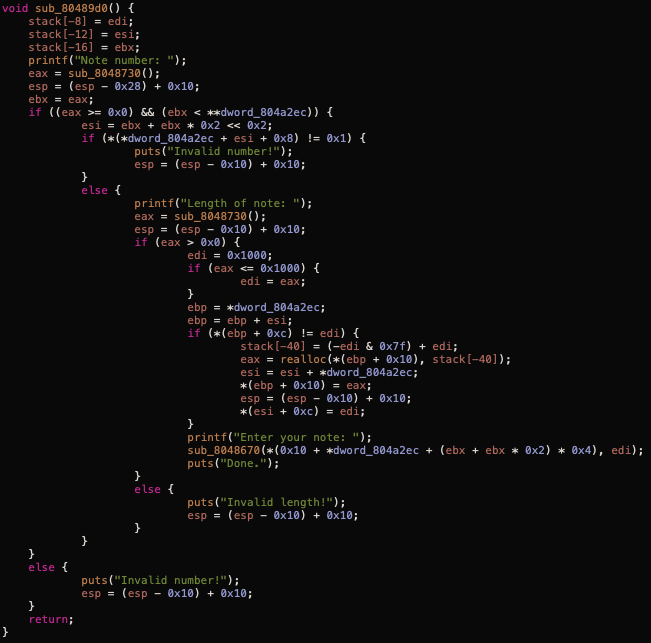 void sub_80489d0() {
    stack[-8] = edi;
    stack[-12] = esi;
    stack[-16] = ebx;
    printf("Note number: ");
    eax = sub_8048730();
    esp = (esp - 0x28) + 0x10;
    ebx = eax;
    if ((eax >= 0x0) && (ebx < **dword_804a2ec)) {
            esi = ebx + ebx * 0x2 << 0x2;
            if (*(*dword_804a2ec + esi + 0x8) != 0x1) {
                    puts("Invalid number!");
                    esp = (esp - 0x10) + 0x10;
            }
            else {
                    printf("Length of note: ");
                    eax = sub_8048730();
                    esp = (esp - 0x10) + 0x10;
                    if (eax > 0x0) {
                            edi = 0x1000;
                            if (eax <= 0x1000) {
                                    edi = eax;
                            }
                            ebp = *dword_804a2ec;
                            ebp = ebp + esi;
                            if (*(ebp + 0xc) != edi) {
                                    stack[-40] = (-edi & 0x7f) + edi;
                                    eax = realloc(*(ebp + 0x10), stack[-40]);
                                    esi = esi + *dword_804a2ec;
                                    *(ebp + 0x10) = eax;
                                    esp = (esp - 0x10) + 0x10;
                                    *(esi + 0xc) = edi;
                            }
                            printf("Enter your note: ");
                            sub_8048670(*(0x10 + *dword_804a2ec + (ebx + ebx * 0x2) * 0x4), edi);
                            puts("Done.");
                    }
                    else {
                            puts("Invalid length!");
                            esp = (esp - 0x10) + 0x10;
                    }
            }
    }
    else {
            puts("Invalid number!");
            esp = (esp - 0x10) + 0x10;
    }
    return;
}